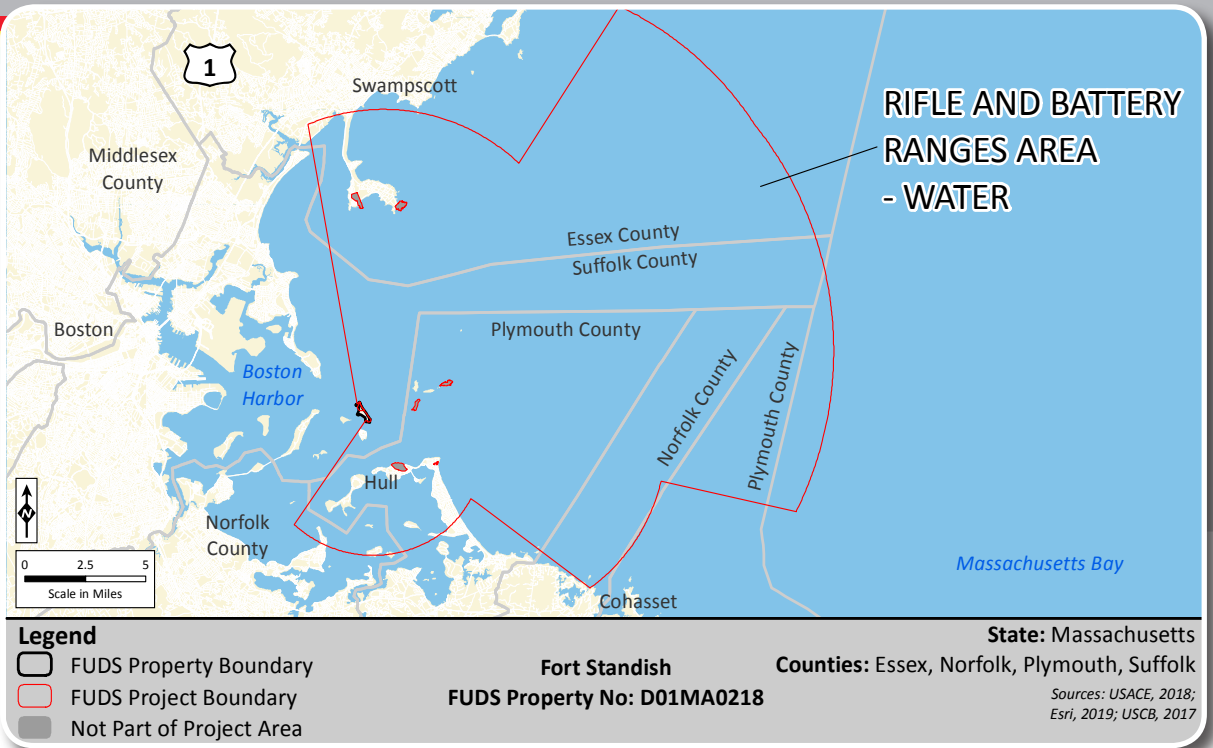 1
Swampscott
RIFLE AND BATTERY
RANGES AREA
- WATER
Middlesex
County
Essex County
Suffolk County
Boston
Plymouth County
Boston
Harbor
Norfolk County
Plymouth County
Hull
N
Norfolk
County
0 2.5 5
Scale in Miles
Massachusetts Bay
Cohasset
Legend
FUDS Property Boundary
FUDS Project Boundary
Not Part of Project Area
Fort Standish
FUDS Property No: D01MA0218
State: Massachusetts
Counties: Essex, Norfolk, Plymouth, Suffolk
Sources: USACE, 2018;
Esri, 2019; USCB, 2017